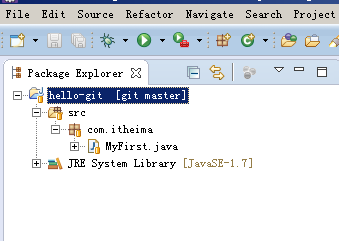 File Edit Source Refactor Navigate Search Project
Package Explorer
hello-git [git master]
src
com.itheima
MyFirst.java
JRE System Library [JavaSE-1.7]